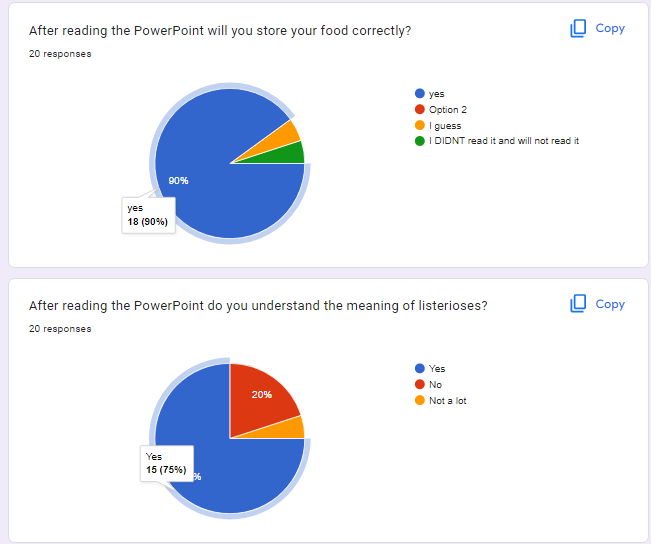 After reading the PowerPoint will you store your food correctly?
Copy
20 responses
yes
Option 2
I guess
I DIDNT read it and will not read it
90%
yes
18 (90%)
After reading the PowerPoint do you understand the meaning of listerioses?
Copy
20 responses
Yes
No
Not a lot
20%
Yes
15 (75%)
%